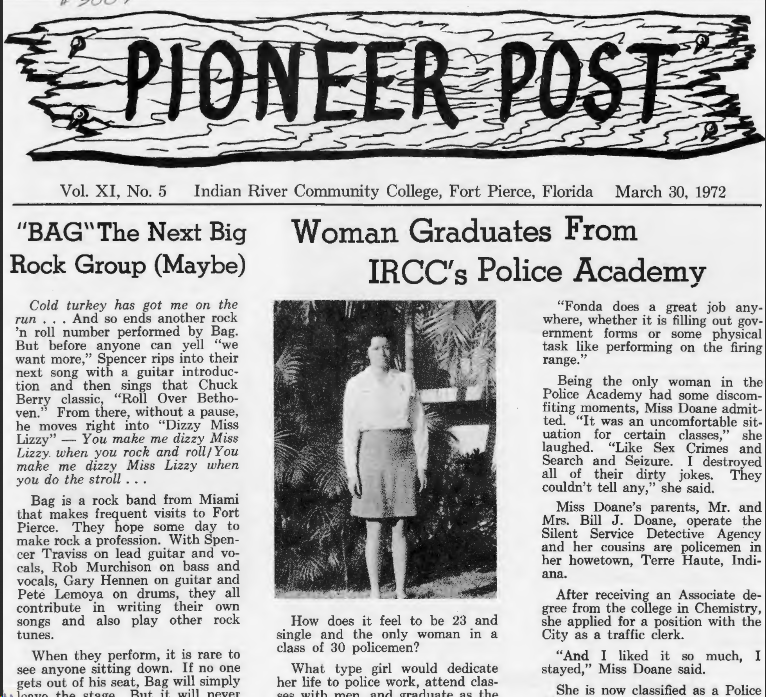 PIONEER POST
Vol. XI, No. 5 Indian River Community College, Fort Pierce, Florida March 30, 1972
"BAG" The Next Big
Rock Group (Maybe)
Cold turkey has got me on the
run . . . And so ends another rock
'n roll number performed by Bag.
But before anyone can yell "we
want more," Spencer rips into their
next song with a guitar introduc-
tion and then sings that Chuck
Berry classic, "Roll Over Betho-
ven." From there, without a pause,
he moves right into "Dizzy Miss
Lizzy" — You make me dizzy Miss
Lizzy. when you rock and roll/You
make me dizzy Miss Lizzy when
you do the stroll . . .
Bag is a rock band from Miami
that makes frequent visits to Fort
Pierce. They hope some day to
make rock a profession. With Spen-
cer Traviss on lead guitar and vo-
cals, Rob Murchison on bass and
vocals, Gary Hennen on guitar and
Pete Lemoya on drums, they all
contribute in writing their own
songs and also play other rock
tunes.
When they perform, it is rare to
see anyone sitting down. If no one
gets out of his seat, Bag will simply
leave the stage. But it will never
Woman Graduates From
IRCC's Police Academy
How does it feel to be 23 and
single and the only woman in a
class of 30 policemen?
What type girl would dedicate
her life to police work, attend clas-
ses with men, and graduate as the
"Fonda does a great job any-
where, whether it is filling out gov-
ernment forms or some physical
task like performing on the firing
range."
Being the only woman in the
Police Academy had some discom-
fiting moments, Miss Doane admit-
ted. "It was an uncomfortable sit-
uation for certain classes," she
laughed. "Like Sex Crimes and
Search and Seizure. I destroyed
all of their dirty jokes. They
couldn't tell any," she said.
Miss Doane's parents, Mr. and
Mrs. Bill J. Doane, operate the
Silent Service Detective Agency
and her cousins are policemen in
her howetown, Terre Haute, Indi-
ana.
After receiving an Associate de-
gree from the college in Chemistry,
she applied for a position with the
City as a traffic clerk.
"And I liked it so much, I
stayed," Miss Doane said.
She is now classified as a Police